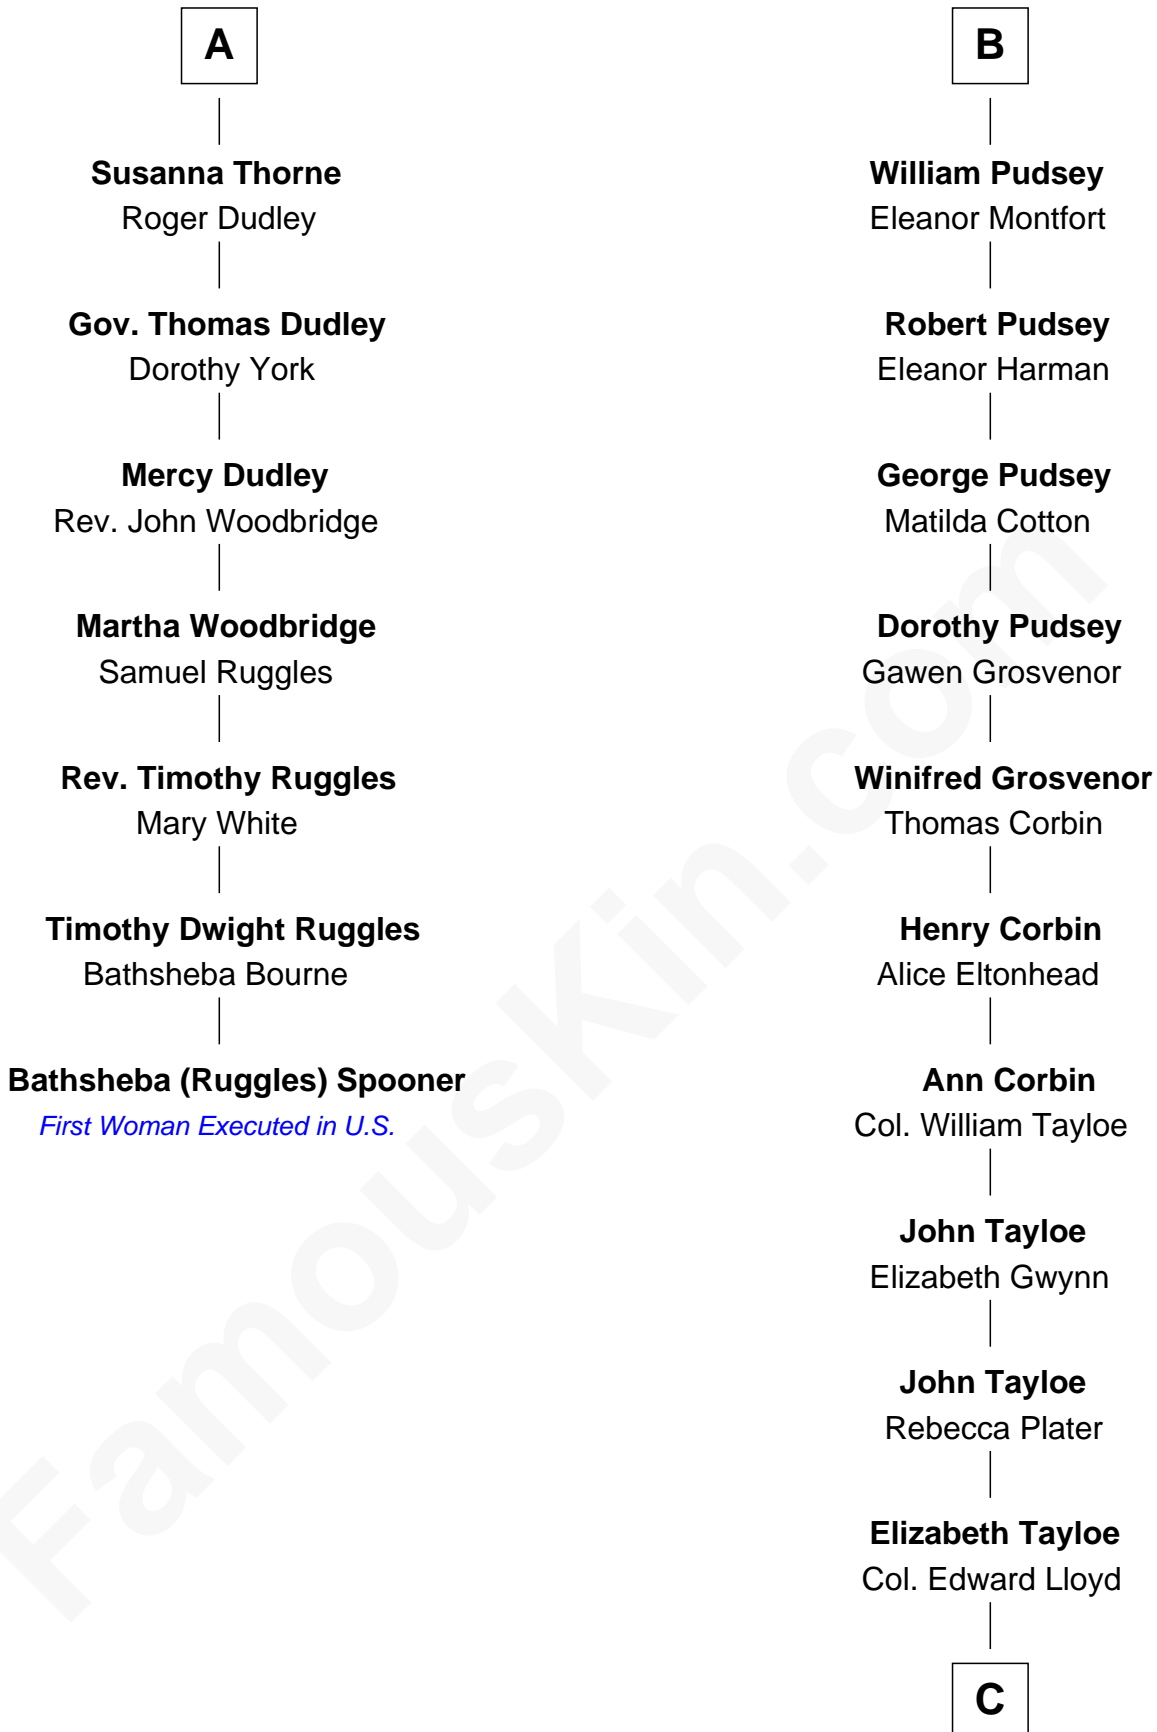 A
Susanna Thorne
Roger Dudley
Gov. Thomas Dudley
Dorothy York
Mercy Dudley
Rev. John Woodbridge
Martha Woodbridge
Samuel Ruggles
Rev. Timothy Ruggles
Mary White
Timothy Dwight Ruggles
Bathsheba Bourne
Bathsheba (Ruggles) Spooner
First Woman Executed in U.S.
B
William Pudsey
Eleanor Montfort
Robert Pudsey
Eleanor Harman
George Pudsey
Matilda Cotton
Dorothy Pudsey
Gawen Grosvenor
Winifred Grosvenor
Thomas Corbin
Henry Corbin
Alice Eltonhead
Ann Corbin
Col. William Tayloe
John Tayloe
Elizabeth Gwynn
John Tayloe
Rebecca Plater
Elizabeth Tayloe
Col. Edward Lloyd
C
FamousKin.com